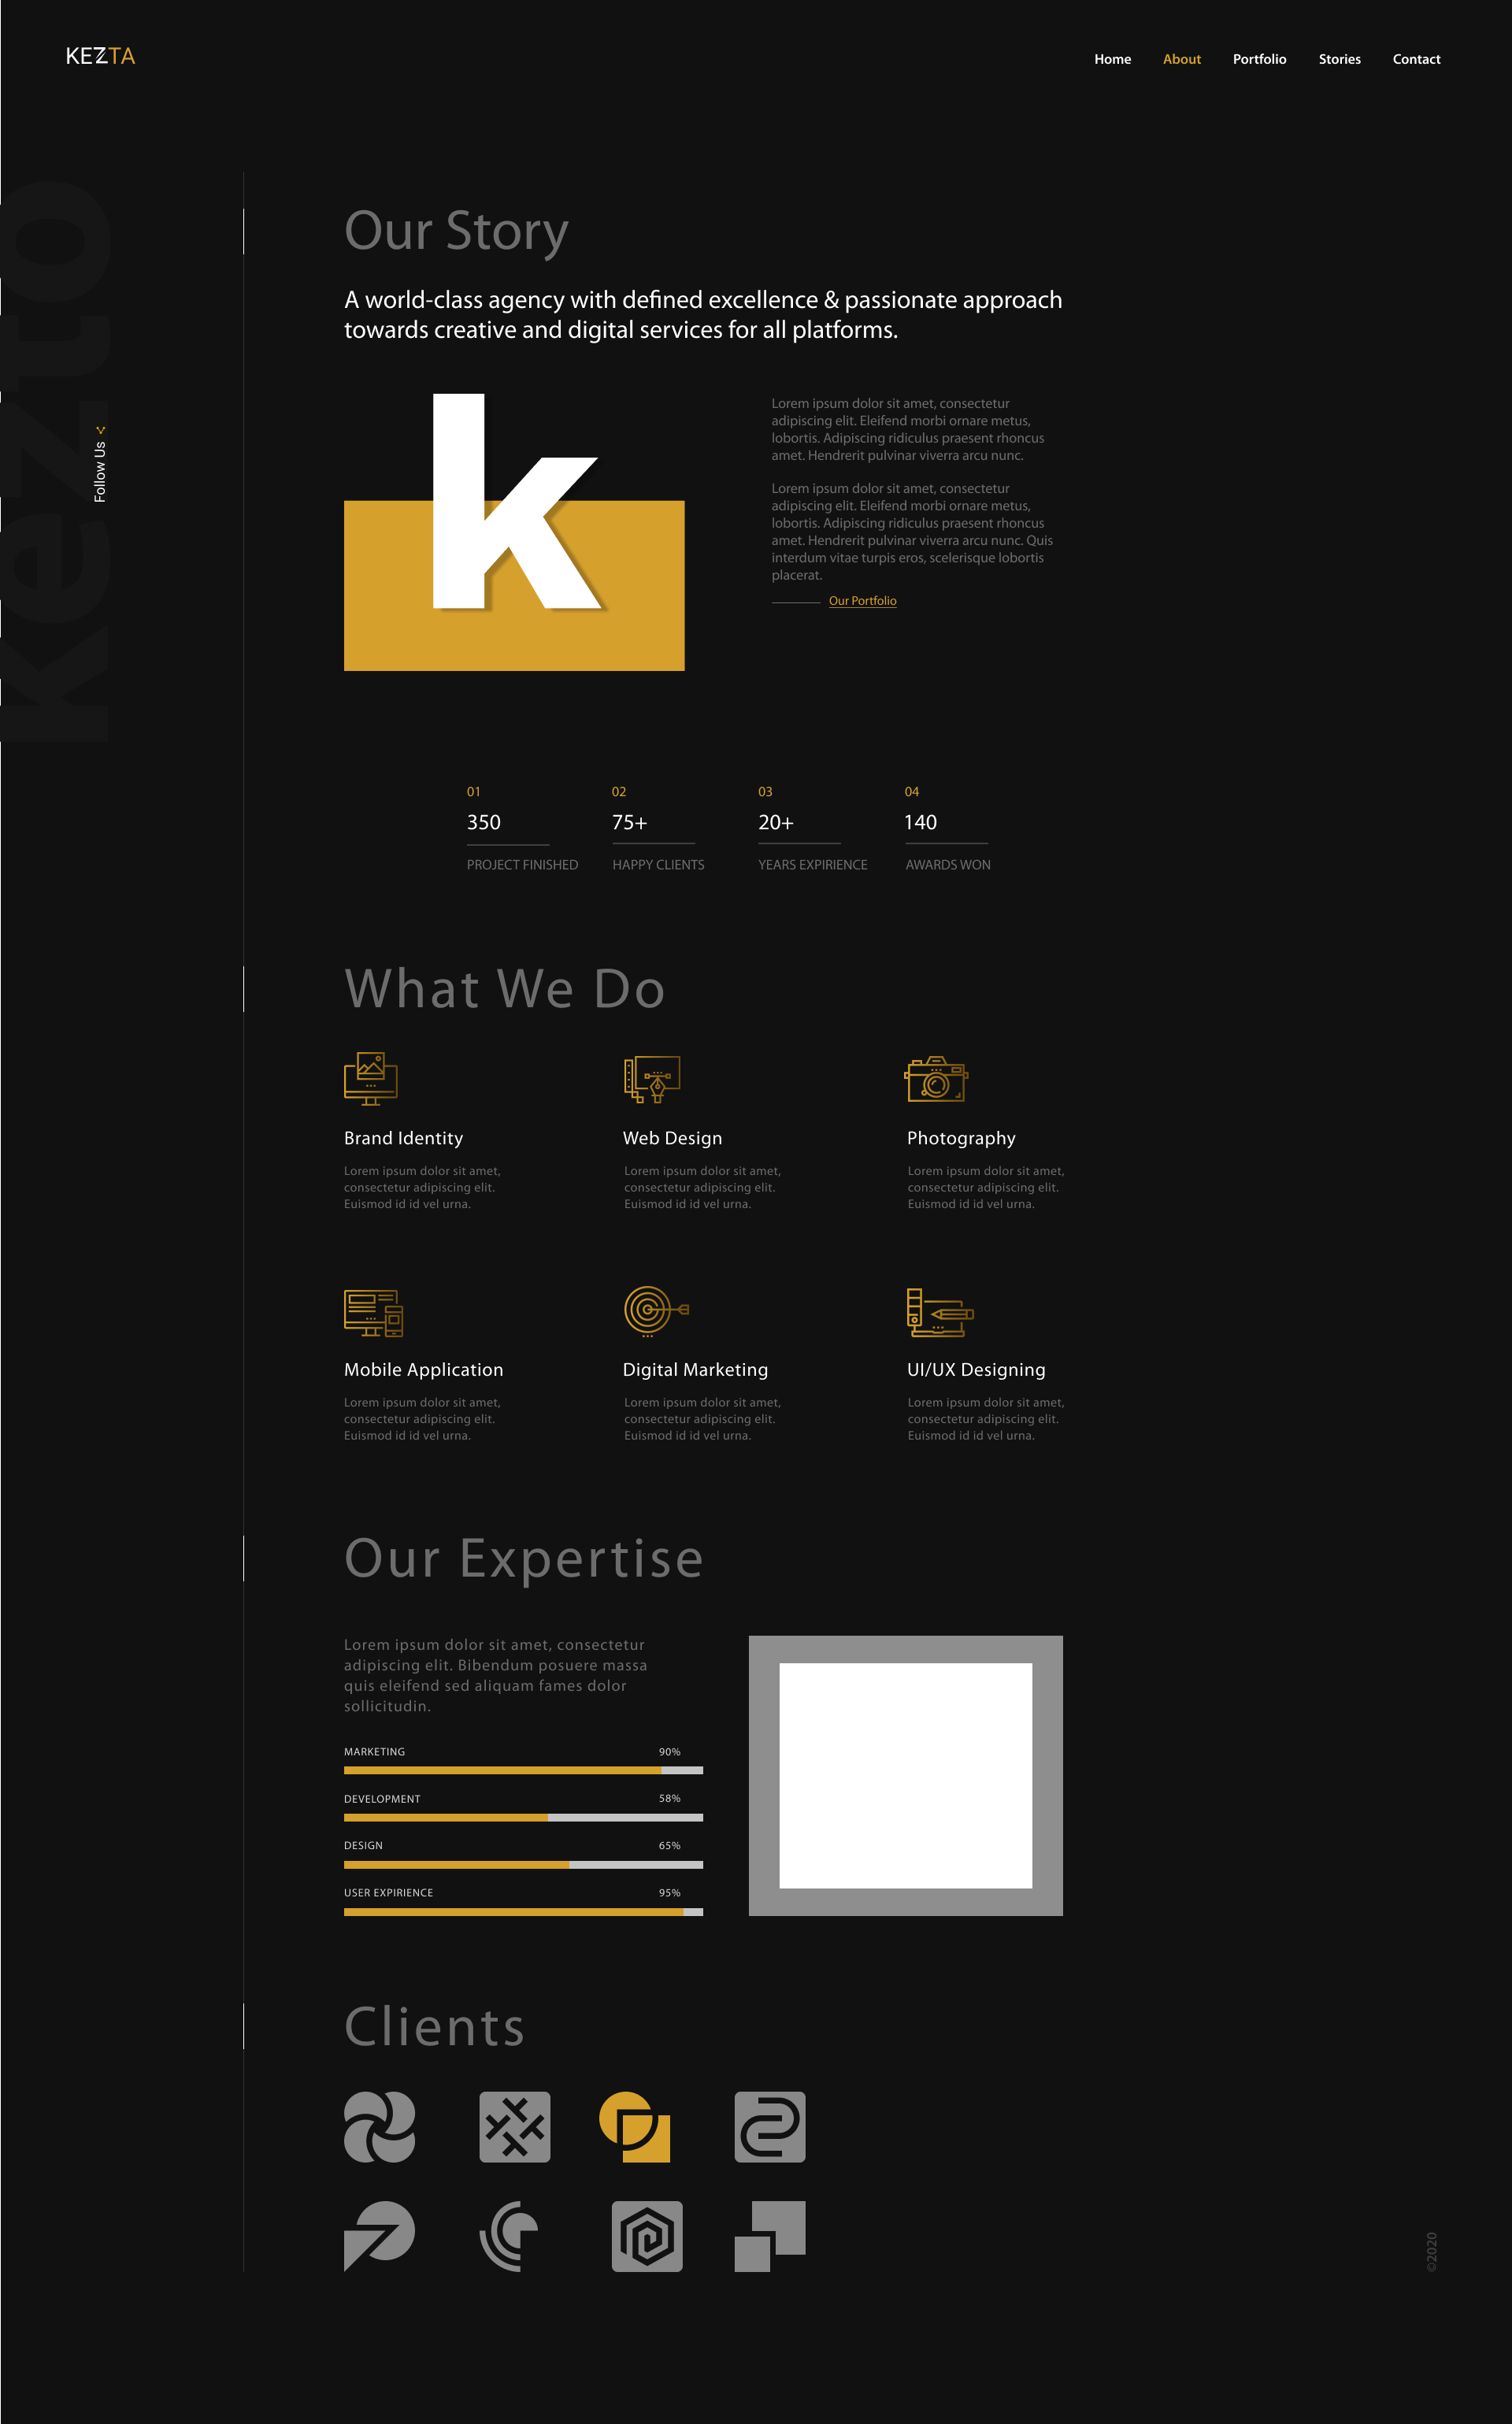 KEZTA
Home About Portfolio Stories Contact
kezto
Follow Us
Our Story
A world-class agency with defined excellence & passionate approach
towards creative and digital services for all platforms.
k
Lorem ipsum dolor sit amet, consectetur
adipiscing elit. Eleifend morbi ornare metus,
lobortis. Adipiscing ridiculus praesent rhoncus
amet. Hendrerit pulvinar viverra arcu nunc.
Lorem ipsum dolor sit amet, consectetur
adipiscing elit. Eleifend morbi ornare metus,
lobortis. Adipiscing ridiculus praesent rhoncus
amet. Hendrerit pulvinar viverra arcu nunc. Quis
interdum vitae turpis eros, scelerisque lobortis
placerat.
Our Portfolio
01 02 03 04
350 75+ 20+ 140
PROJECT FINISHED HAPPY CLIENTS YEARS EXPIRIENCE AWARDS WON
What We Do
Brand Identity
Lorem ipsum dolor sit amet,
consectetur adipiscing elit.
Euismod id id vel urna.
Web Design
Lorem ipsum dolor sit amet,
consectetur adipiscing elit.
Euismod id id vel urna.
Photography
Lorem ipsum dolor sit amet,
consectetur adipiscing elit.
Euismod id id vel urna.
Mobile Application
Lorem ipsum dolor sit amet,
consectetur adipiscing elit.
Euismod id id vel urna.
Digital Marketing
Lorem ipsum dolor sit amet,
consectetur adipiscing elit.
Euismod id id vel urna.
UI/UX Designing
Lorem ipsum dolor sit amet,
consectetur adipiscing elit.
Euismod id id vel urna.
Our Expertise
Lorem ipsum dolor sit amet, consectetur
adipiscing elit. Bibendum posuere massa
quis eleifend sed aliquam fames dolor
sollicitudin.
MARKETING 90%
DEVELOPMENT 58%
DESIGN 65%
USER EXPIRIENCE 95%
Clients
©2020